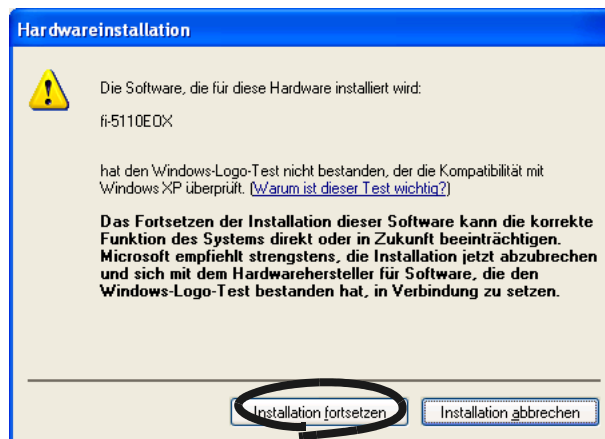 Hardwareinstallation
Die Software, die für diese Hardware installiert wird:
fi-5110EOX
hat den Windows-Logo-Test nicht bestanden, der die Kompatibilität mit
Windows XP überprüft. (Warum ist dieser Test wichtig?)
Das Fortsetzen der Installation dieser Software kann die korrekte
Funktion des Systems direkt oder in Zukunft beeinträchtigen.
Microsoft empfiehlt strengstens, die Installation jetzt abzubrechen
und sich mit dem Hardwarehersteller für Software, die den
Windows-Logo-Test bestanden hat, in Verbindung zu setzen.
Installation fortsetzen
Installation abbrechen